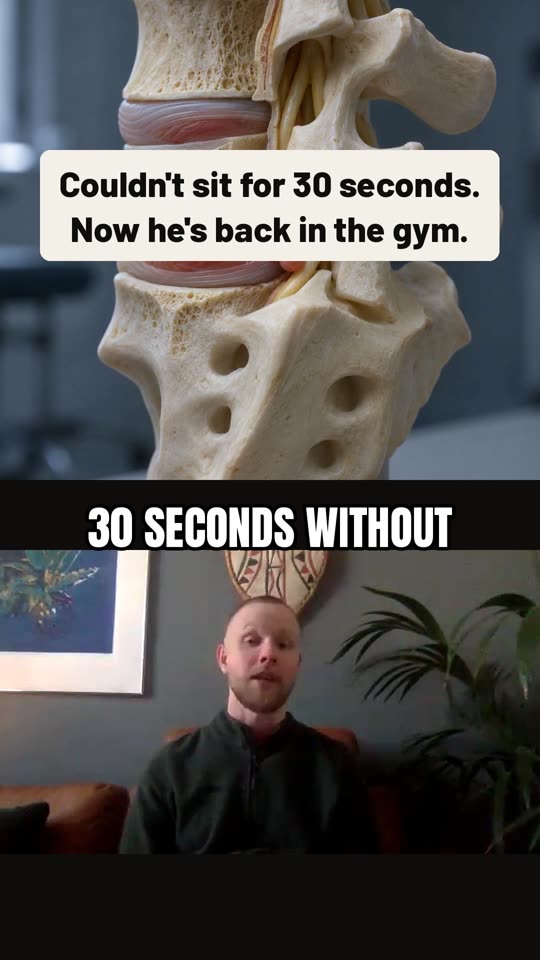 Couldn't sit for 30 seconds.
Now he's back in the gym.
30 SECONDS WITHOUT